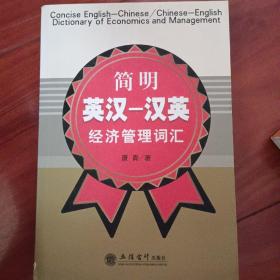 Concise English-Chinese/Chinese-English
Dictionary of Economics and Management
简明
英汉-汉英
经济管理词汇
立信会计出版社